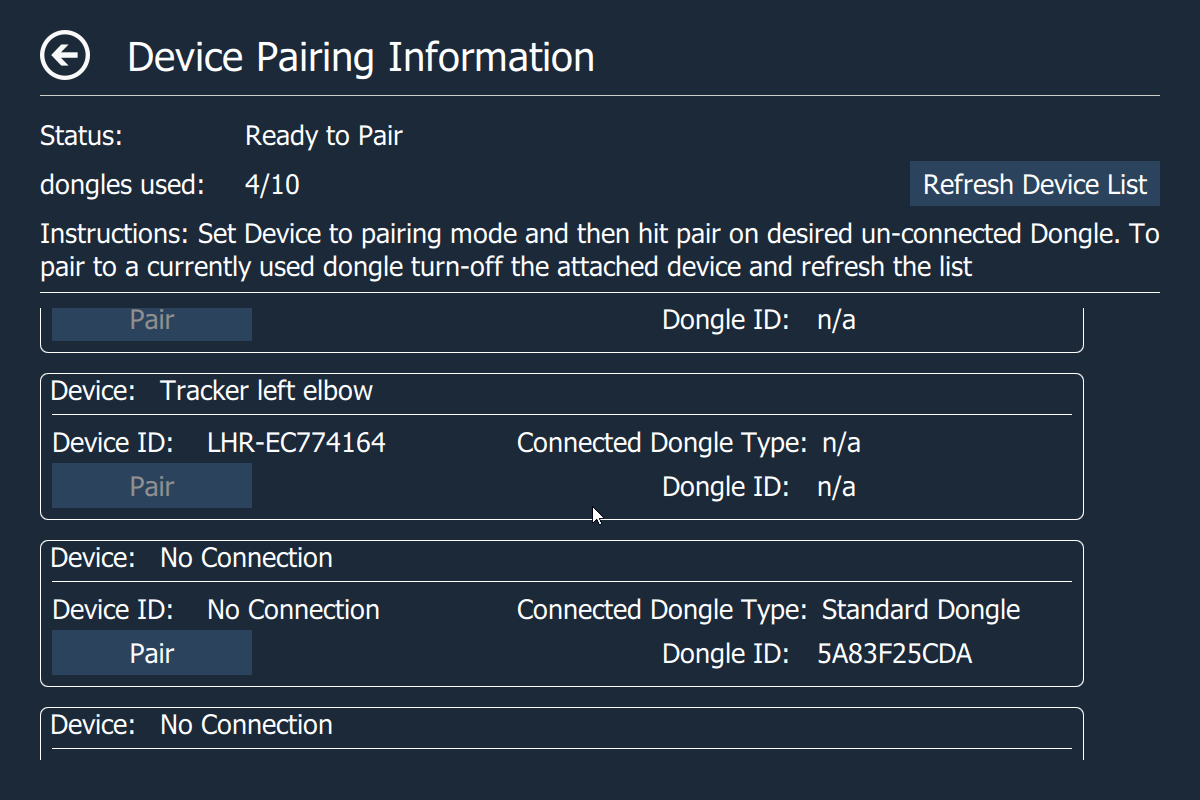 Device Pairing Information
Status: Ready to Pair
dongles used: 4/10
Refresh Device List
Instructions: Set Device to pairing mode and then hit pair on desired un-connected Dongle. To
pair to a currently used dongle turn-off the attached device and refresh the list
Pair Dongle ID: n/a
Device: Tracker left elbow
Device ID: LHR-EC774164 Connected Dongle Type: n/a
Pair Dongle ID: n/a
Device: No Connection
Device ID: No Connection Connected Dongle Type: Standard Dongle
Pair Dongle ID: 5A83F25CDA
Device: No Connection